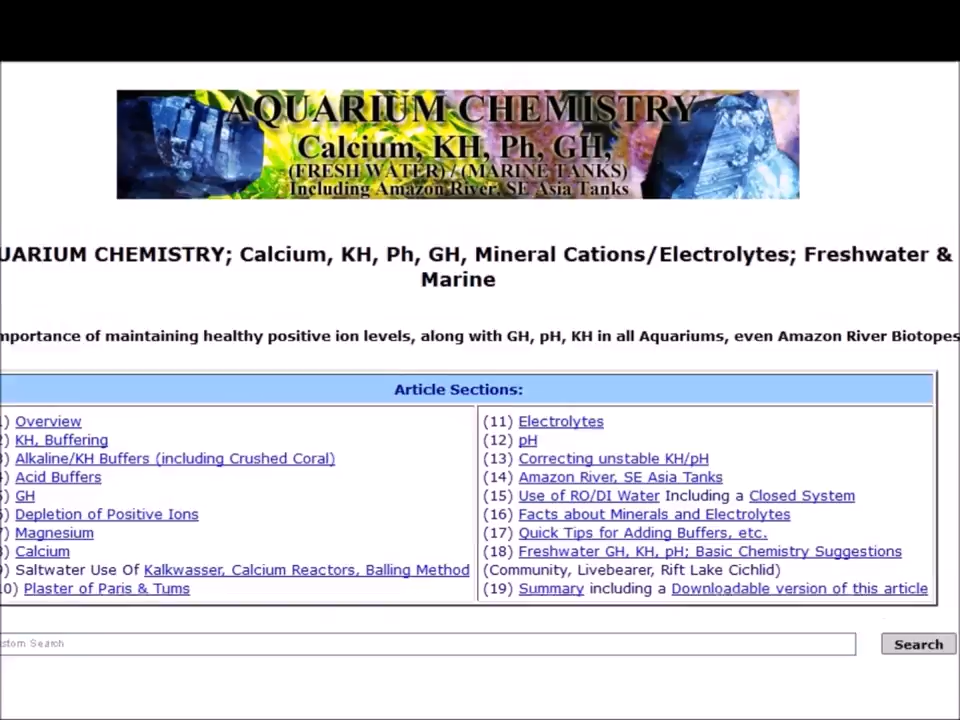 AQUARIUM CHEMISTRY
Calcium, KH, Ph, GH,
(FRESH WATER) / (MARINE TANKS)
Including Amazon River, SE Asia Tanks
UARIUM CHEMISTRY; Calcium, KH, Ph, GH, Mineral Cations/Electrolytes; Freshwater &
Marine
mportance of maintaining healthy positive ion levels, along with GH, pH, KH in all Aquariums, even Amazon River Biotopes
Article Sections:
) Overview
) KH, Buffering
) Alkaline/KH Buffers (including Crushed Coral)
) Acid Buffers
) GH
) Depletion of Positive Ions
) Magnesium
) Calcium
) Saltwater Use Of Kalkwasser, Calcium Reactors, Balling Method
0) Plaster of Paris & Tums
(11) Electrolytes
(12) pH
(13) Correcting unstable KH/pH
(14) Amazon River, SE Asia Tanks
(15) Use of RO/DI Water Including a Closed System
(16) Facts about Minerals and Electrolytes
(17) Quick Tips for Adding Buffers, etc.
(18) Freshwater GH, KH, pH; Basic Chemistry Suggestions
(Community, Livebearer, Rift Lake Cichlid)
(19) Summary including a Downloadable version of this article
stom Search
Search